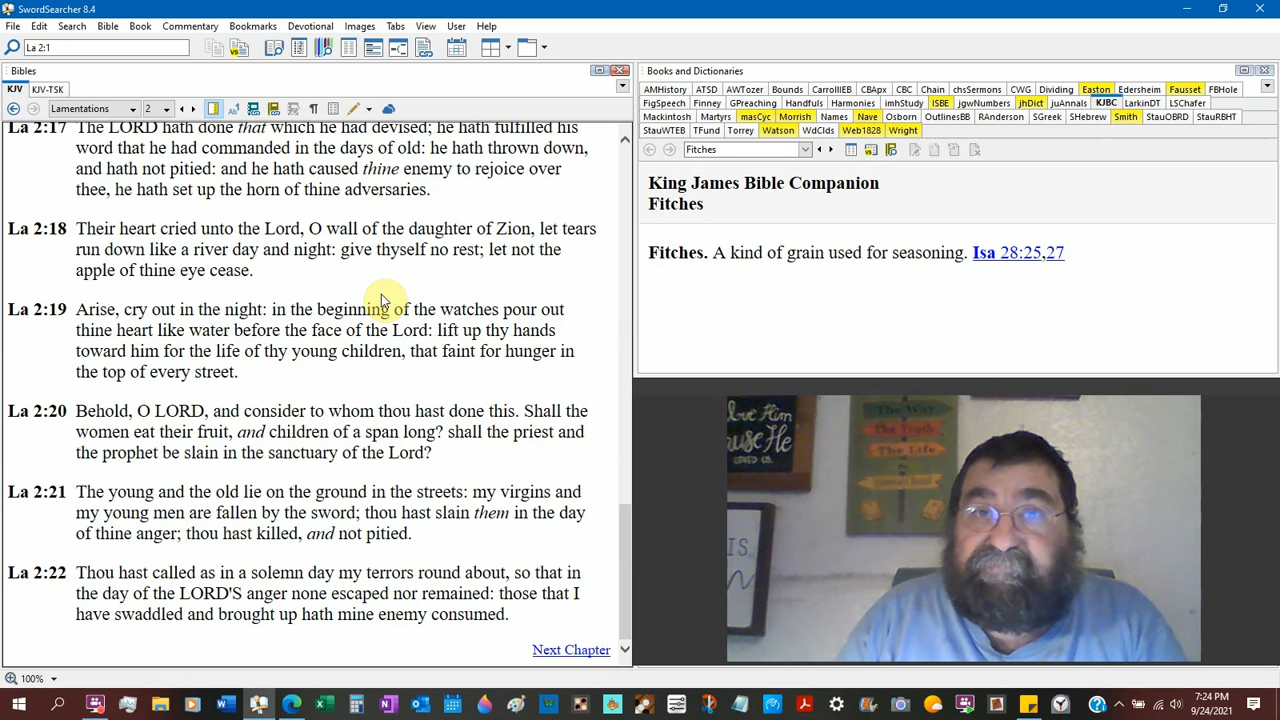 SwordSearcher 8.4
File Edit Search Bible Book Commentary Bookmarks Devotional Images Tabs View User Help
La 2:1
Bibles
KJV KJV-TSK
Lamentations 2
La 2:17 The LORD hath done that which he had devised; he hath fulfilled his
word that he had commanded in the days of old: he hath thrown down,
and hath not pitied: and he hath caused thine enemy to rejoice over
thee, he hath set up the horn of thine adversaries.
La 2:18 Their heart cried unto the Lord, O wall of the daughter of Zion, let tears
run down like a river day and night: give thyself no rest; let not the
apple of thine eye cease.
La 2:19 Arise, cry out in the night: in the beginning of the watches pour out
thine heart like water before the face of the Lord: lift up thy hands
toward him for the life of thy young children, that faint for hunger in
the top of every street.
La 2:20 Behold, O LORD, and consider to whom thou hast done this. Shall the
women eat their fruit, and children of a span long? shall the priest and
the prophet be slain in the sanctuary of the Lord?
La 2:21 The young and the old lie on the ground in the streets: my virgins and
my young men are fallen by the sword; thou hast slain them in the day
of thine anger; thou hast killed, and not pitied.
La 2:22 Thou hast called as in a solemn day my terrors round about, so that in
the day of the LORD'S anger none escaped nor remained: those that I
have swaddled and brought up hath mine enemy consumed.
Next Chapter
100%
Books and Dictionaries
AMHistory ATSD AWTozer Bounds CarrollIEB CBApx CBC Chain chsSermons CWG Dividing Easton Edersheim Fausset FBHole
FigSpeech Finney GPreaching Handfuls Harmonies imhStudy ISBE jgwNumbers jhDict juAnnals KJBC LarkinDT LSChafer
Mackintosh Martyrs masCyc Morrish Names Nave Osborn OutlinesBB RAnderson SGreek SHebrew Smith StauOBRD StauRBHT
StauWTEB TFund Torrey Watson WdClds Web1828 Wright
Fitches
King James Bible Companion
Fitches
Fitches. A kind of grain used for seasoning. Isa 28:25,27
love Him
cause He
LOVED US.
The Way
The Truth
The Life
IS
7:24 PM
9/24/2021